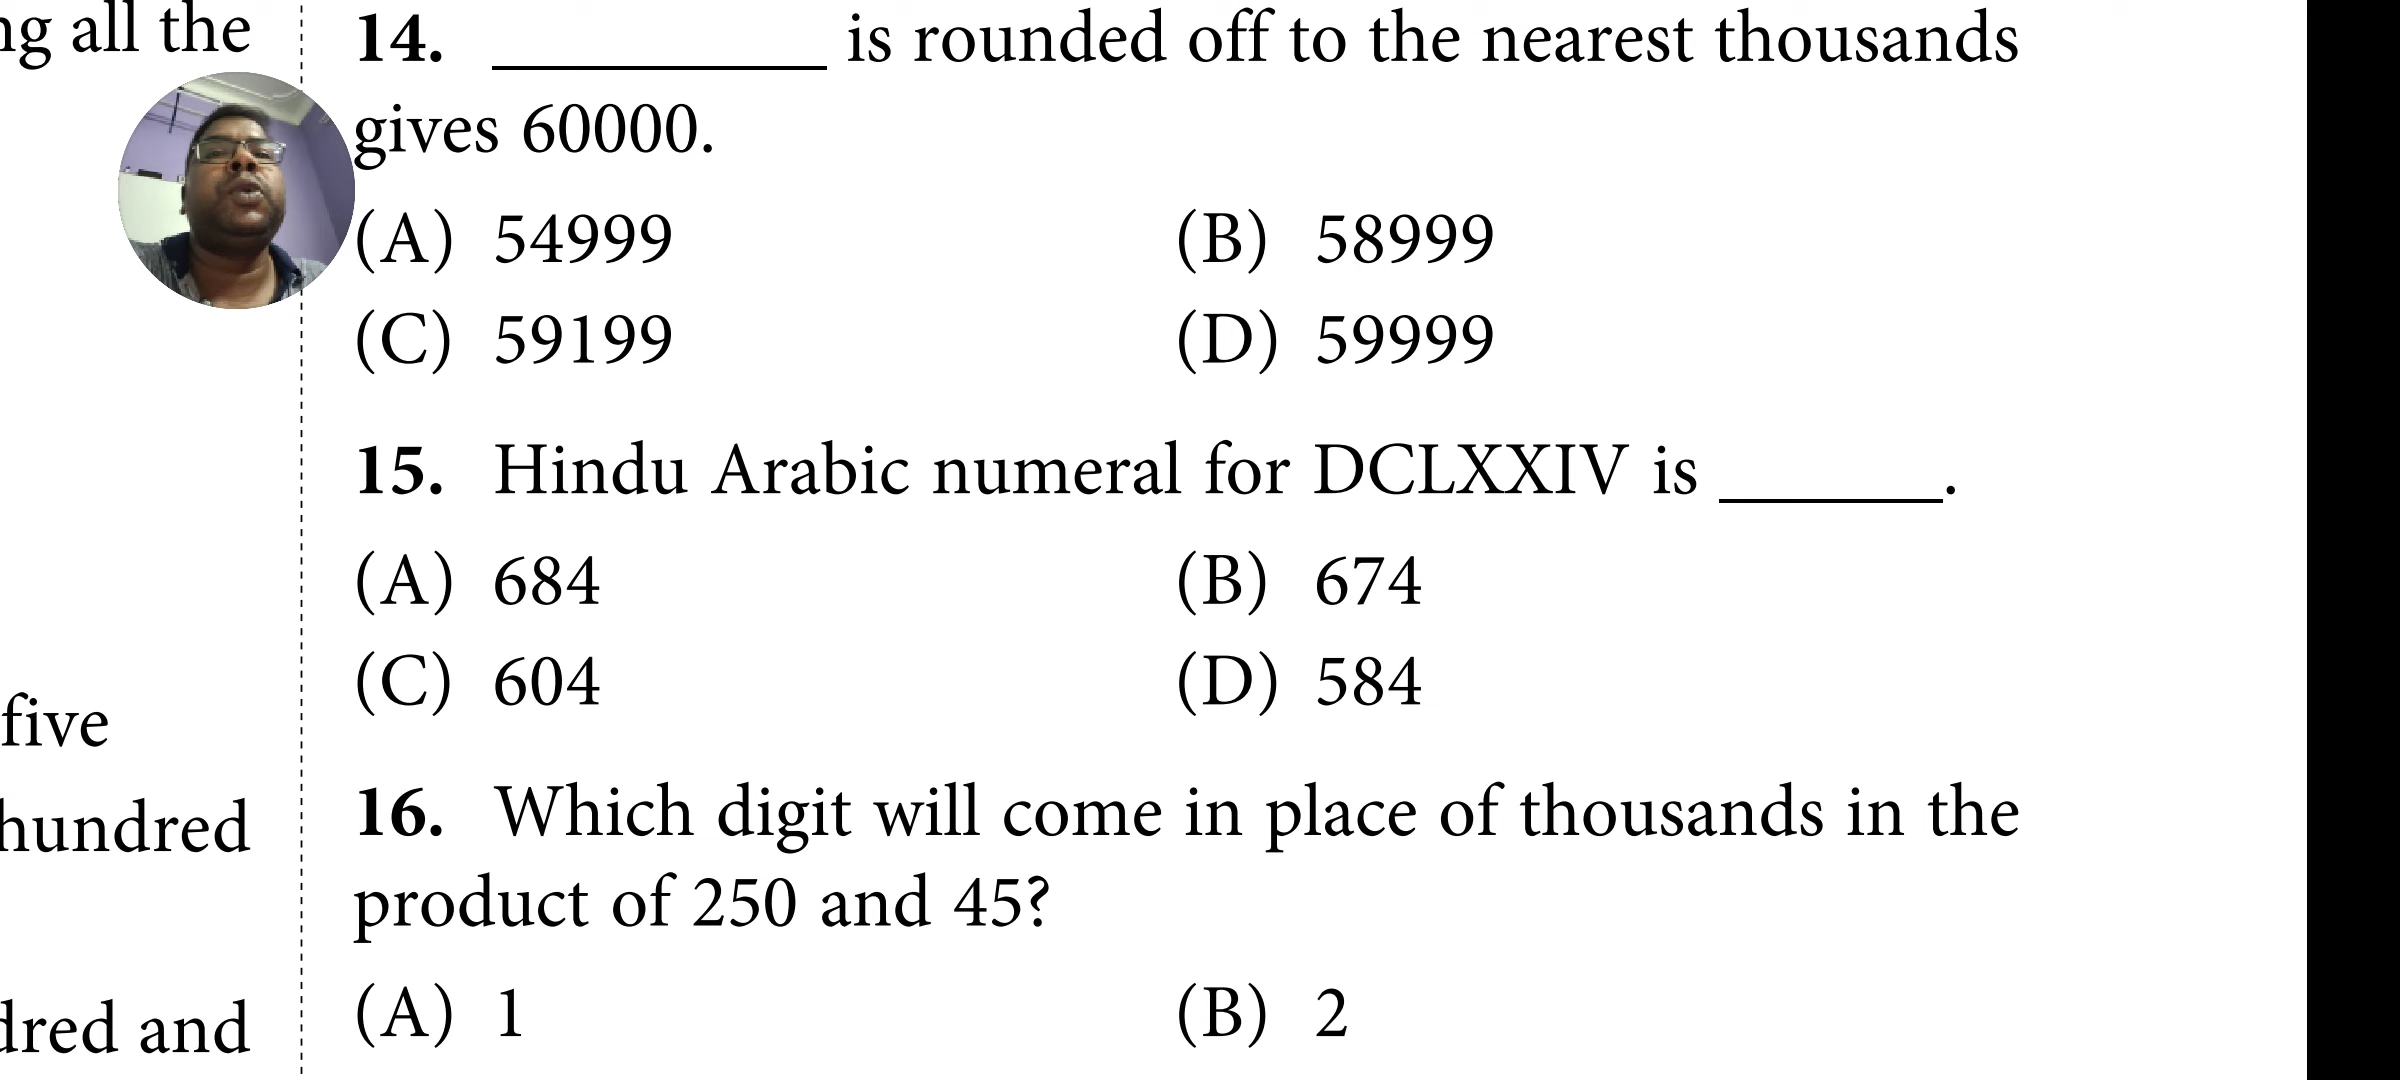 ng all the
five
hundred
dred and
14. __________ is rounded off to the nearest thousands
gives 60000.
(A) 54999 (B) 58999
(C) 59199 (D) 59999
15. Hindu Arabic numeral for DCLXXIV is ______.
(A) 684 (B) 674
(C) 604 (D) 584
16. Which digit will come in place of thousands in the
product of 250 and 45?
(A) 1 (B) 2